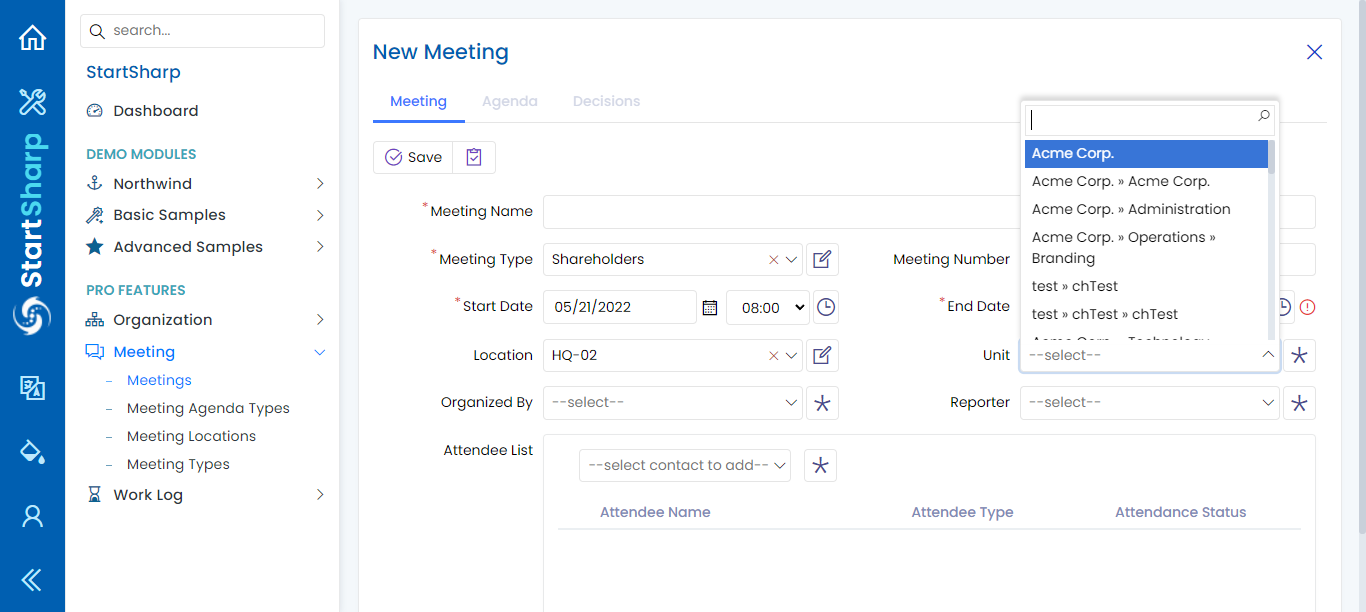 StartSharp
search...
StartSharp
Dashboard
DEMO MODULES
Northwind
Basic Samples
Advanced Samples
PRO FEATURES
Organization
Meeting
Meetings
Meeting Agenda Types
Meeting Locations
Meeting Types
Work Log
New Meeting
Meeting Agenda Decisions
Save
*Meeting Name
*Meeting Type Shareholders
Meeting Number
*Start Date 05/21/2022 08:00
*End Date
Location HQ-02
Unit --select--
Acme Corp.
Acme Corp. » Acme Corp.
Acme Corp. » Administration
Acme Corp. » Operations »
Branding
test » chTest
test » chTest » chTest
Acme Corp. » Technology
Organized By --select--
Reporter --select--
Attendee List
--select contact to add--
Attendee Name Attendee Type Attendance Status